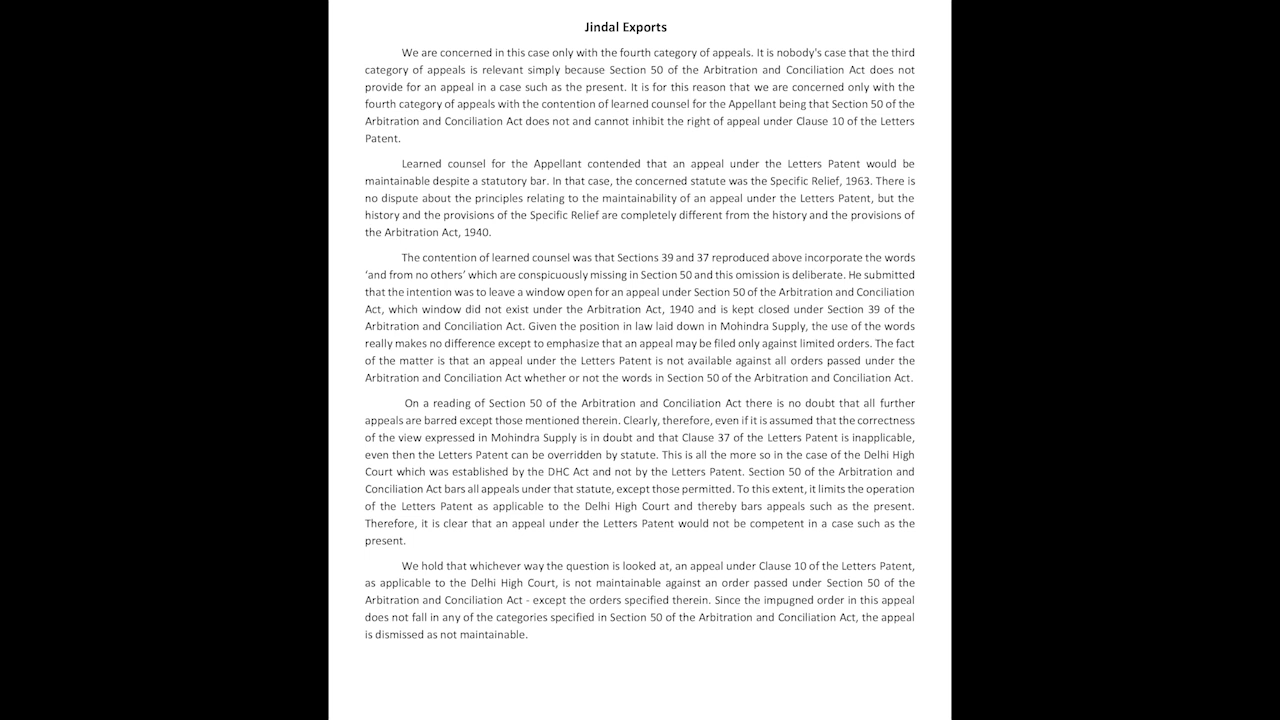 Jindal Exports
We are concerned in this case only with the fourth category of appeals. It is nobody's case that the third
category of appeals is relevant simply because Section 50 of the Arbitration and Conciliation Act does not
provide for an appeal in a case such as the present. It is for this reason that we are concerned only with the
fourth category of appeals with the contention of learned counsel for the Appellant being that Section 50 of the
Arbitration and Conciliation Act does not and cannot inhibit the right of appeal under Clause 10 of the Letters
Patent.
Learned counsel for the Appellant contended that an appeal under the Letters Patent would be
maintainable despite a statutory bar. In that case, the concerned statute was the Specific Relief, 1963. There is
no dispute about the principles relating to the maintainability of an appeal under the Letters Patent, but the
history and the provisions of the Specific Relief are completely different from the history and the provisions of
the Arbitration Act, 1940.
The contention of learned counsel was that Sections 39 and 37 reproduced above incorporate the words
‘and from no others’ which are conspicuously missing in Section 50 and this omission is deliberate. He submitted
that the intention was to leave a window open for an appeal under Section 50 of the Arbitration and Conciliation
Act, which window did not exist under the Arbitration Act, 1940 and is kept closed under Section 39 of the
Arbitration and Conciliation Act. Given the position in law laid down in Mohindra Supply, the use of the words
really makes no difference except to emphasize that an appeal may be filed only against limited orders. The fact
of the matter is that an appeal under the Letters Patent is not available against all orders passed under the
Arbitration and Conciliation Act whether or not the words in Section 50 of the Arbitration and Conciliation Act.
On a reading of Section 50 of the Arbitration and Conciliation Act there is no doubt that all further
appeals are barred except those mentioned therein. Clearly, therefore, even if it is assumed that the correctness
of the view expressed in Mohindra Supply is in doubt and that Clause 37 of the Letters Patent is inapplicable,
even then the Letters Patent can be overridden by statute. This is all the more so in the case of the Delhi High
Court which was established by the DHC Act and not by the Letters Patent. Section 50 of the Arbitration and
Conciliation Act bars all appeals under that statute, except those permitted. To this extent, it limits the operation
of the Letters Patent as applicable to the Delhi High Court and thereby bars appeals such as the present.
Therefore, it is clear that an appeal under the Letters Patent would not be competent in a case such as the
present.
We hold that whichever way the question is looked at, an appeal under Clause 10 of the Letters Patent,
as applicable to the Delhi High Court, is not maintainable against an order passed under Section 50 of the
Arbitration and Conciliation Act - except the orders specified therein. Since the impugned order in this appeal
does not fall in any of the categories specified in Section 50 of the Arbitration and Conciliation Act, the appeal
is dismissed as not maintainable.